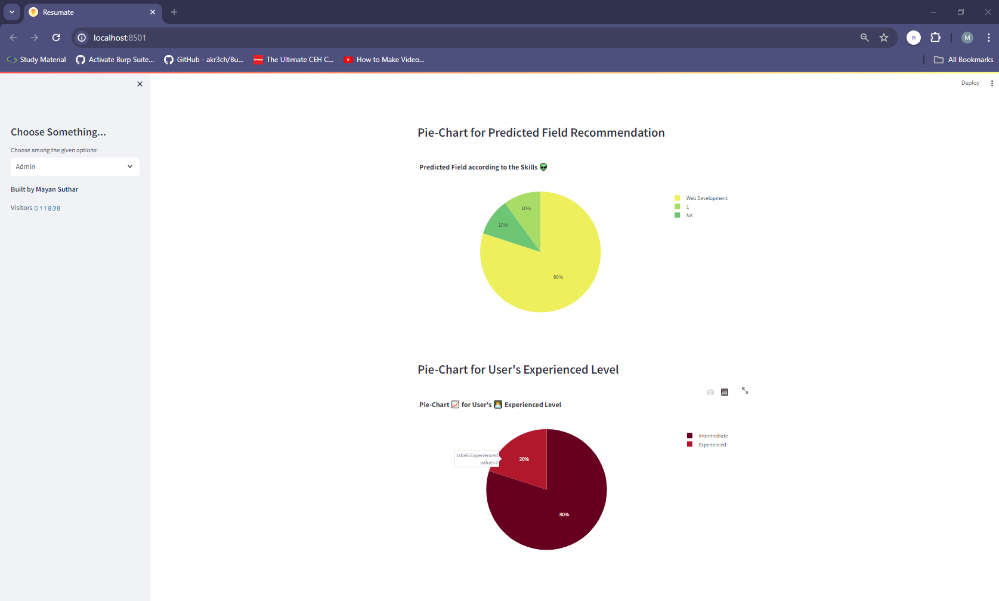 Resumate
localhost:8501
B
M
Study Material
Activate Burp Suite...
GitHub - akr3ch/Bu...
The Ultimate CEH C...
How to Make Video...
All Bookmarks
Deploy
Choose Something...
Choose among the given options:
Admin
Built by Mayan Suthar
Visitors 011838
Pie-Chart for Predicted Field Recommendation
Predicted Field according to the Skills 👽
Web Development
1
NA
10%
10%
80%
Pie-Chart for User's Experienced Level
Pie-Chart 📈 for User's 👨‍💻 Experienced Level
Intermediate
Experienced
label=Experienced
value=2
20%
80%